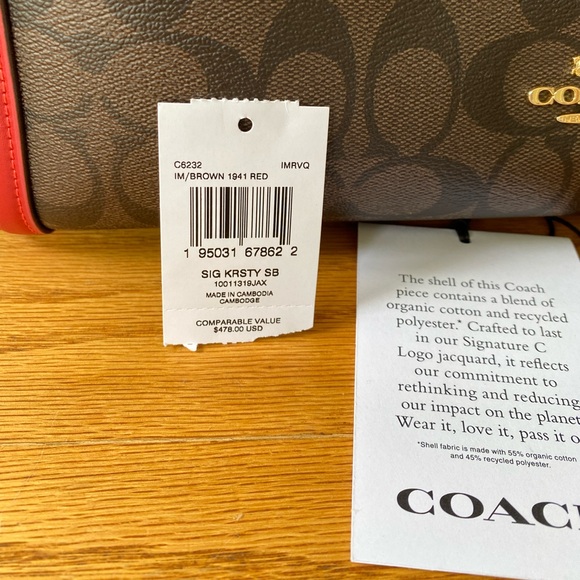 CO
C6232 IMRVQ
IM/BROWN 1941 RED
1 95031 67862 2
SIG KRSTY SB
10011319JAX
MADE IN CAMBODIA
CAMBODGE
COMPARABLE VALUE
$478.00 USD
The shell of this Coach
piece contains a blend of
organic cotton and recycled
polyester.* Crafted to last
in our Signature C
Logo jacquard, it reflects
our commitment to
rethinking and reducing
our impact on the planet
Wear it, love it, pass it o
*Shell fabric is made with 55% organic cotton
and 45% recycled polyester.
COACH